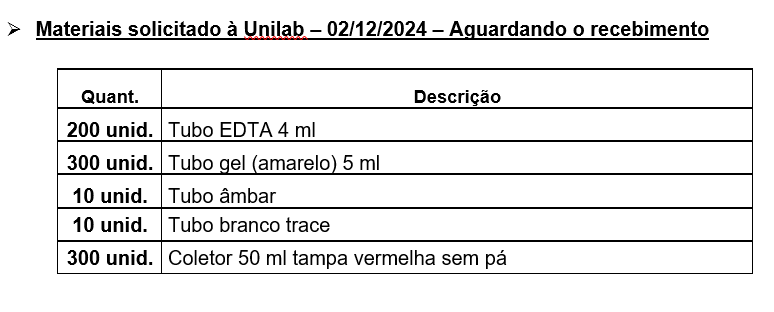 ➢ Materiais solicitado à Unilab – 02/12/2024 – Aguardando o recebimento
Quant. Descrição
200 unid. Tubo EDTA 4 ml
300 unid. Tubo gel (amarelo) 5 ml
10 unid. Tubo âmbar
10 unid. Tubo branco trace
300 unid. Coletor 50 ml tampa vermelha sem pá